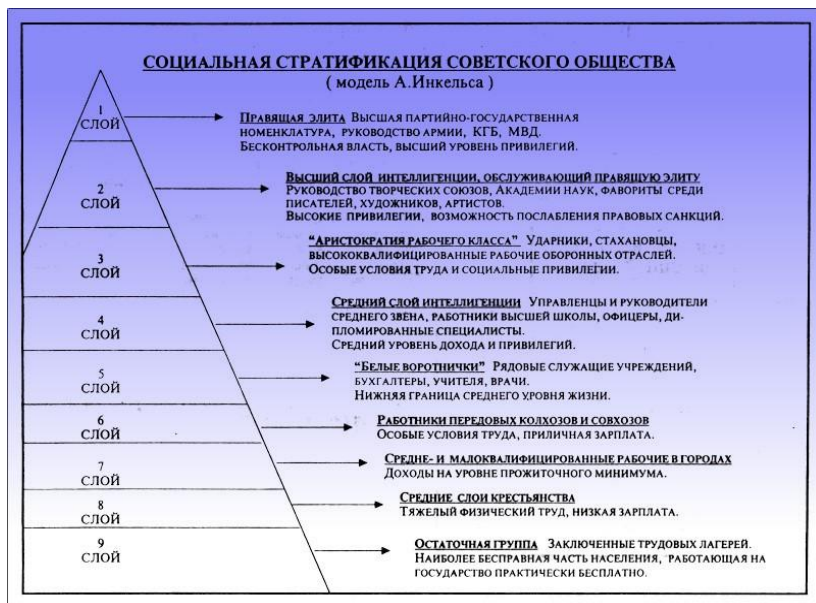 СОЦИАЛЬНАЯ СТРАТИФИКАЦИЯ СОВЕТСКОГО ОБЩЕСТВА
( модель А.Инкельса )
1
СЛОЙ
ПРАВЯЩАЯ ЭЛИТА ВЫСШАЯ ПАРТИЙНО-ГОСУДАРСТВЕННАЯ
НОМЕНКЛАТУРА, РУКОВОДСТВО АРМИИ, КГБ, МВД.
БЕСКОНТРОЛЬНАЯ ВЛАСТЬ, ВЫСШИЙ УРОВЕНЬ ПРИВИЛЕГИЙ.
2
СЛОЙ
ВЫСШИЙ СЛОЙ ИНТЕЛЛИГЕНЦИИ, ОБСЛУЖИВАЮЩИЙ ПРАВЯЩУЮ ЭЛИТУ
РУКОВОДСТВО ТВОРЧЕСКИХ СОЮЗОВ, АКАДЕМИИ НАУК, ФАВОРИТЫ СРЕДИ
ПИСАТЕЛЕЙ, ХУДОЖНИКОВ, АРТИСТОВ.
ВЫСОКИЕ ПРИВИЛЕГИИ, ВОЗМОЖНОСТЬ ПОСЛАБЛЕНИЯ ПРАВОВЫХ САНКЦИЙ.
3
СЛОЙ
"АРИСТОКРАТИЯ РАБОЧЕГО КЛАССА" УДАРНИКИ, СТАХАНОВЦЫ,
ВЫСОКОКВАЛИФИЦИРОВАННЫЕ РАБОЧИЕ ОБОРОННЫХ ОТРАСЛЕЙ.
ОСОБЫЕ УСЛОВИЯ ТРУДА И СОЦИАЛЬНЫЕ ПРИВИЛЕГИИ.
4
СЛОЙ
СРЕДНИЙ СЛОЙ ИНТЕЛЛИГЕНЦИИ УПРАВЛЕНЦЫ И РУКОВОДИТЕЛИ
СРЕДНЕГО ЗВЕНА, РАБОТНИКИ ВЫСШЕЙ ШКОЛЫ, ОФИЦЕРЫ, ДИ-
ПЛОМИРОВАННЫЕ СПЕЦИАЛИСТЫ.
СРЕДНИЙ УРОВЕНЬ ДОХОДА И ПРИВИЛЕГИЙ.
5
СЛОЙ
"БЕЛЫЕ ВОРОТНИЧКИ" РЯДОВЫЕ СЛУЖАЩИЕ УЧРЕЖДЕНИЙ,
БУХГАЛТЕРЫ, УЧИТЕЛЯ, ВРАЧИ.
НИЖНЯЯ ГРАНИЦА СРЕДНЕГО УРОВНЯ ЖИЗНИ.
6
СЛОЙ
РАБОТНИКИ ПЕРЕДОВЫХ КОЛХОЗОВ И СОВХОЗОВ
ОСОБЫЕ УСЛОВИЯ ТРУДА, ПРИЛИЧНАЯ ЗАРПЛАТА.
7
СЛОЙ
СРЕДНЕ- И МАЛОКВАЛИФИЦИРОВАННЫЕ РАБОЧИЕ В ГОРОДАХ
ДОХОДЫ НА УРОВНЕ ПРОЖИТОЧНОГО МИНИМУМА.
8
СЛОЙ
СРЕДНИЕ СЛОИ КРЕСТЬЯНСТВА
ТЯЖЕЛЫЙ ФИЗИЧЕСКИЙ ТРУД, НИЗКАЯ ЗАРПЛАТА.
9
СЛОЙ
ОСТАТОЧНАЯ ГРУППА ЗАКЛЮЧЕННЫЕ ТРУДОВЫХ ЛАГЕРЕЙ.
НАИБОЛЕЕ БЕСПРАВНАЯ ЧАСТЬ НАСЕЛЕНИЯ, РАБОТАЮЩАЯ НА
ГОСУДАРСТВО ПРАКТИЧЕСКИ БЕСПЛАТНО.